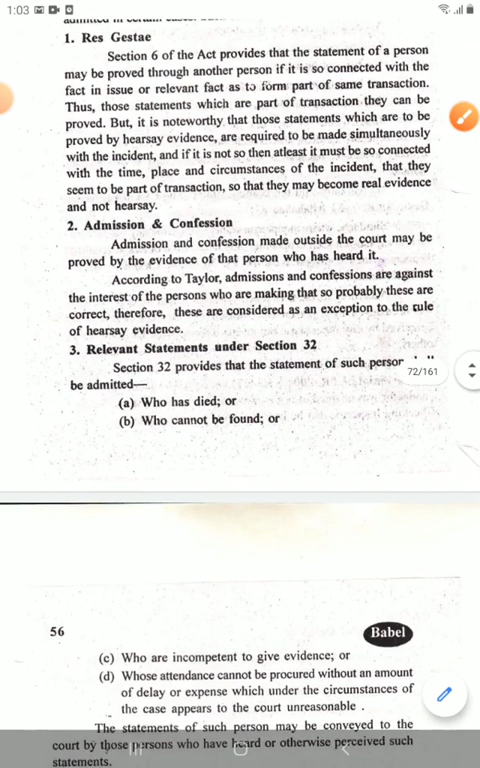 1:03
1. Res Gestae
Section 6 of the Act provides that the statement of a person
may be proved through another person if it is so connected with the
fact in issue or relevant fact as to form part of same transaction.
Thus, those statements which are part of transaction they can be
proved. But, it is noteworthy that those statements which are to be
proved by hearsay evidence, are required to be made simultaneously
with the incident, and if it is not so then atleast it must be so connected
with the time, place and circumstances of the incident, that they
seem to be part of transaction, so that they may become real evidence
and not hearsay.
2. Admission & Confession
Admission and confession made outside the court may be
proved by the evidence of that person who has heard it.
According to Taylor, admissions and confessions are against
the interest of the persons who are making that so probably these are
correct, therefore, these are considered as an exception to the rule
of hearsay evidence.
3. Relevant Statements under Section 32
Section 32 provides that the statement of such person
72/161
be admitted—
(a) Who has died; or
(b) Who cannot be found; or
56
Babel
(c) Who are incompetent to give evidence; or
(d) Whose attendance cannot be procured without an amount
of delay or expense which under the circumstances of
the case appears to the court unreasonable .
The statements of such person may be conveyed to the
court by those persons who have heard or otherwise perceived such
statements.